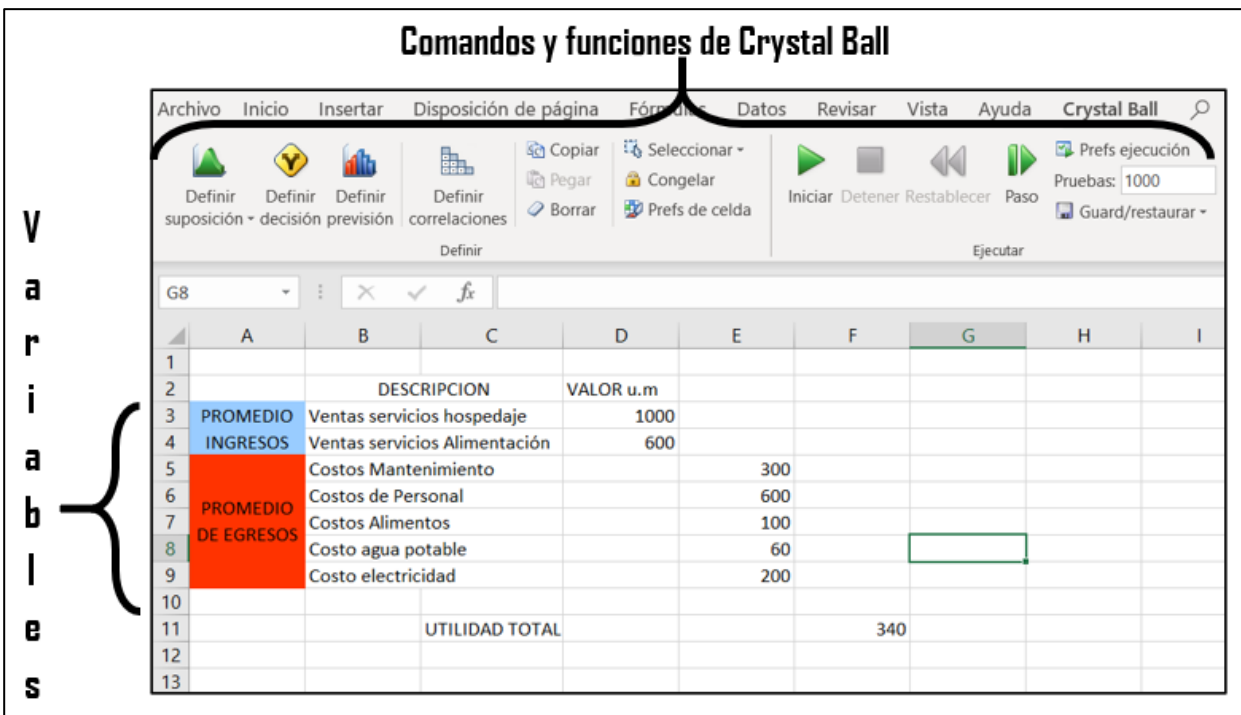 Comandos y funciones de Crystal Ball
Variables
Archivo Inicio Insertar Disposición de página Fórmulas Datos Revisar Vista Ayuda Crystal Ball
Definir suposición
Definir decisión
Definir previsión
Definir correlaciones
Copiar
Pegar
Borrar
Seleccionar
Congelar
Prefs de celda
Definir
Iniciar Detener Restablecer Paso
Prefs ejecución
Pruebas: 1000
Guard/restaurar
Ejecutar
G8 fx
A B C D E F G H I
1
2 DESCRIPCION VALOR u.m
3 PROMEDIO Ventas servicios hospedaje 1000
4 INGRESOS Ventas servicios Alimentación 600
5 Costos Mantenimiento 300
6 PROMEDIO Costos de Personal 600
7 DE EGRESOS Costos Alimentos 100
8 Costo agua potable 60
9 Costo electricidad 200
10
11 UTILIDAD TOTAL 340
12
13